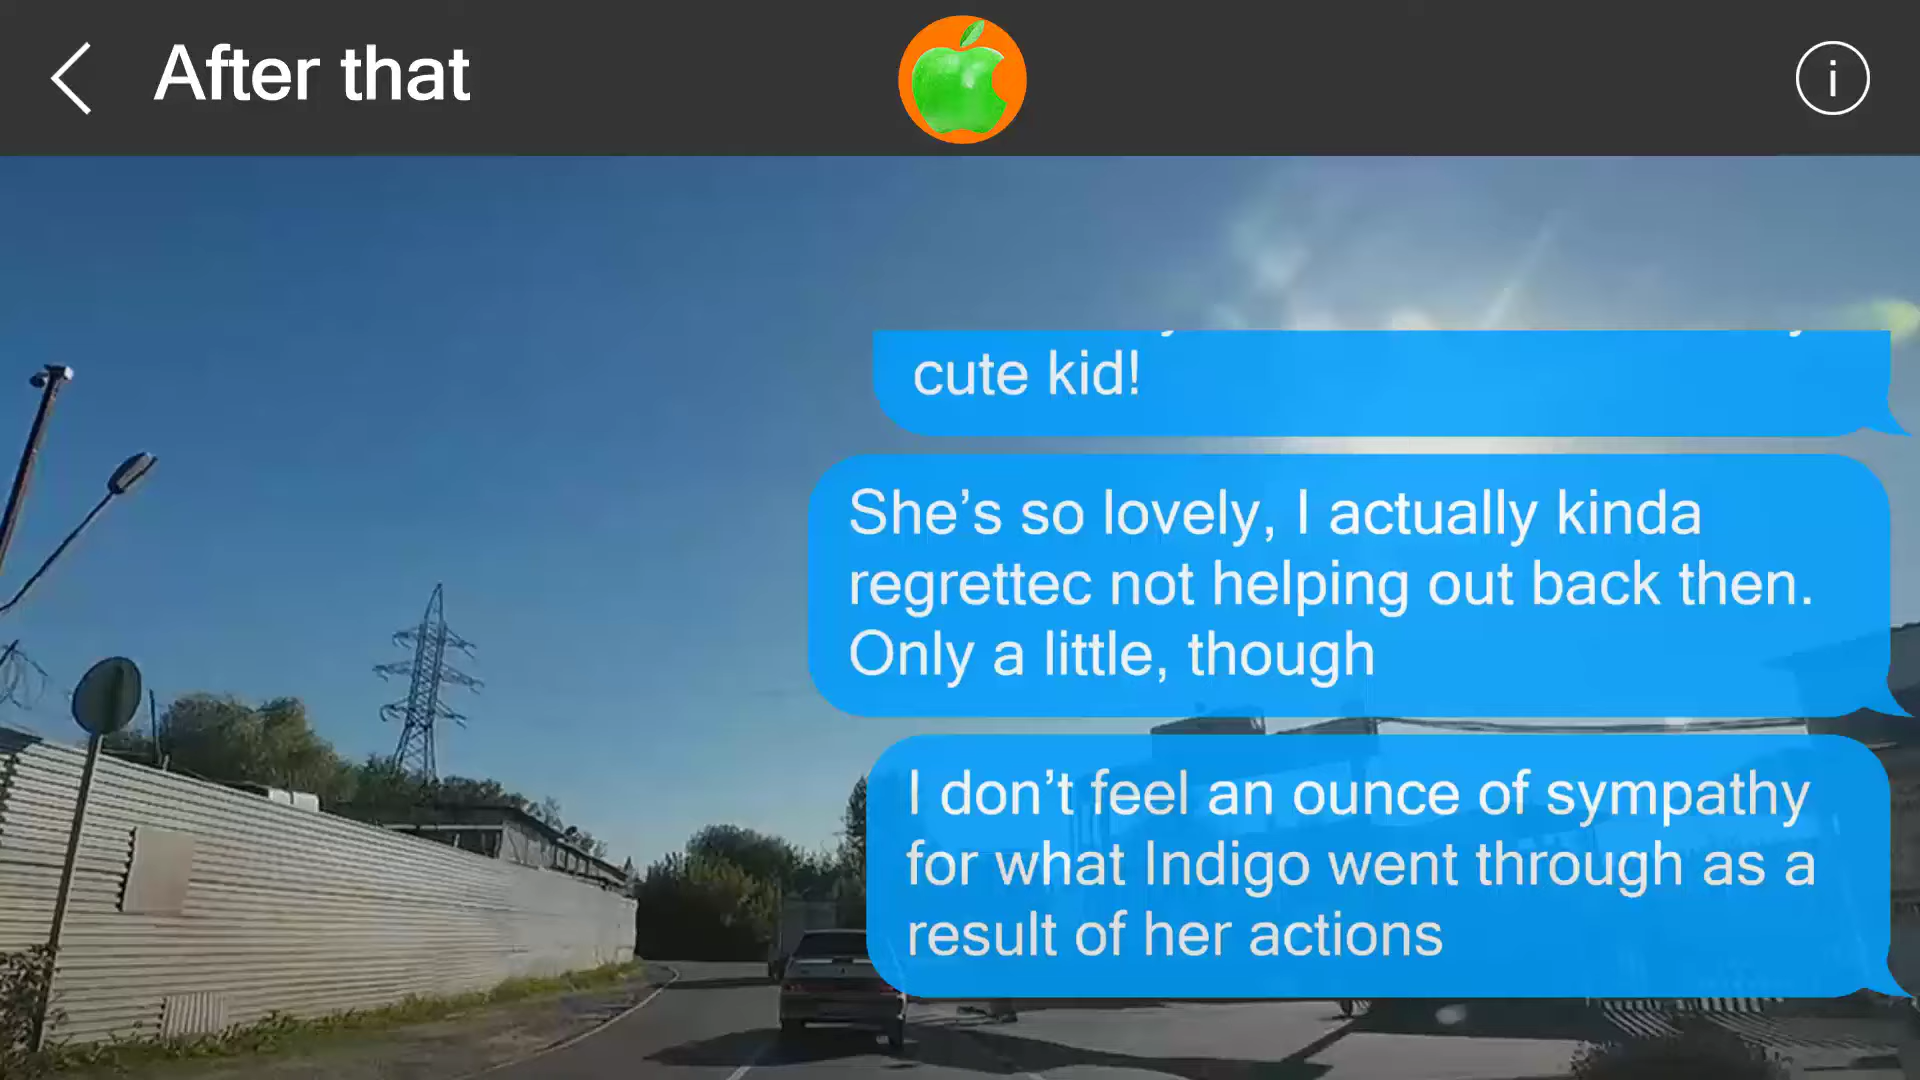 After that
i
cute kid!
She’s so lovely, I actually kinda
regrettec not helping out back then.
Only a little, though
I don’t feel an ounce of sympathy
for what Indigo went through as a
result of her actions